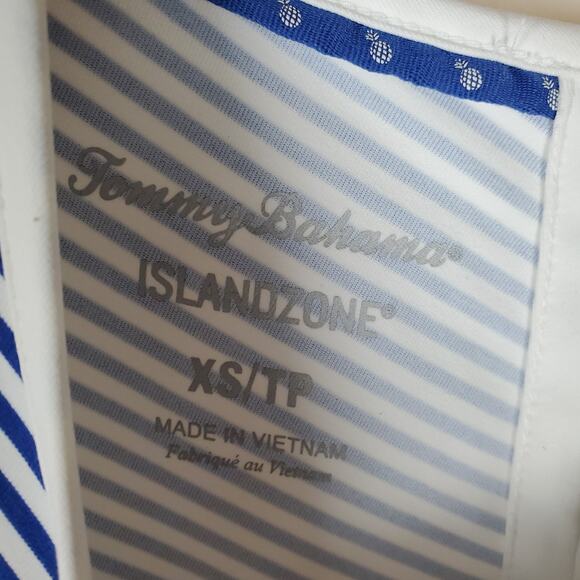 Tommy Bahama®
ISLANDZONE®
XS/TP
MADE IN VIETNAM
Fabriqué au Vietnam